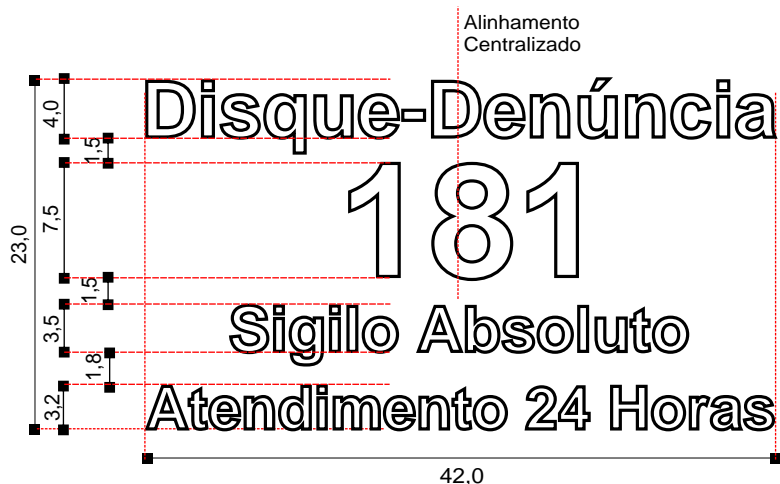 Alinhamento
Centralizado
4,0
Disque-Denúncia
1,5
7,5
181
23,0
1,5
3,5
Sigilo Absoluto
1,8
3,2
Atendimento 24 Horas
42,0